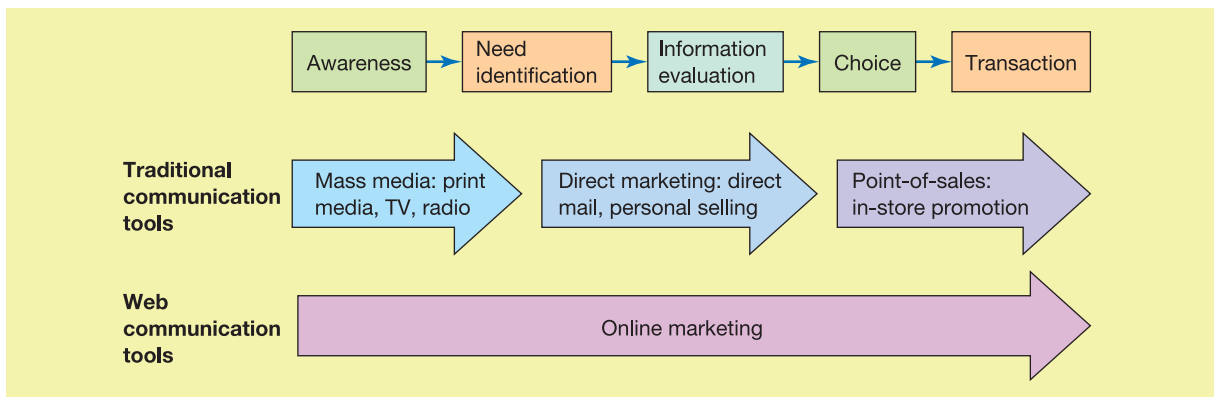 Awareness
Need
identification
Information
evaluation
Choice
Transaction
Traditional
communication
tools
Mass media: print
media, TV, radio
Direct marketing: direct
mail, personal selling
Point-of-sales:
in-store promotion
Web
communication
tools
Online marketing